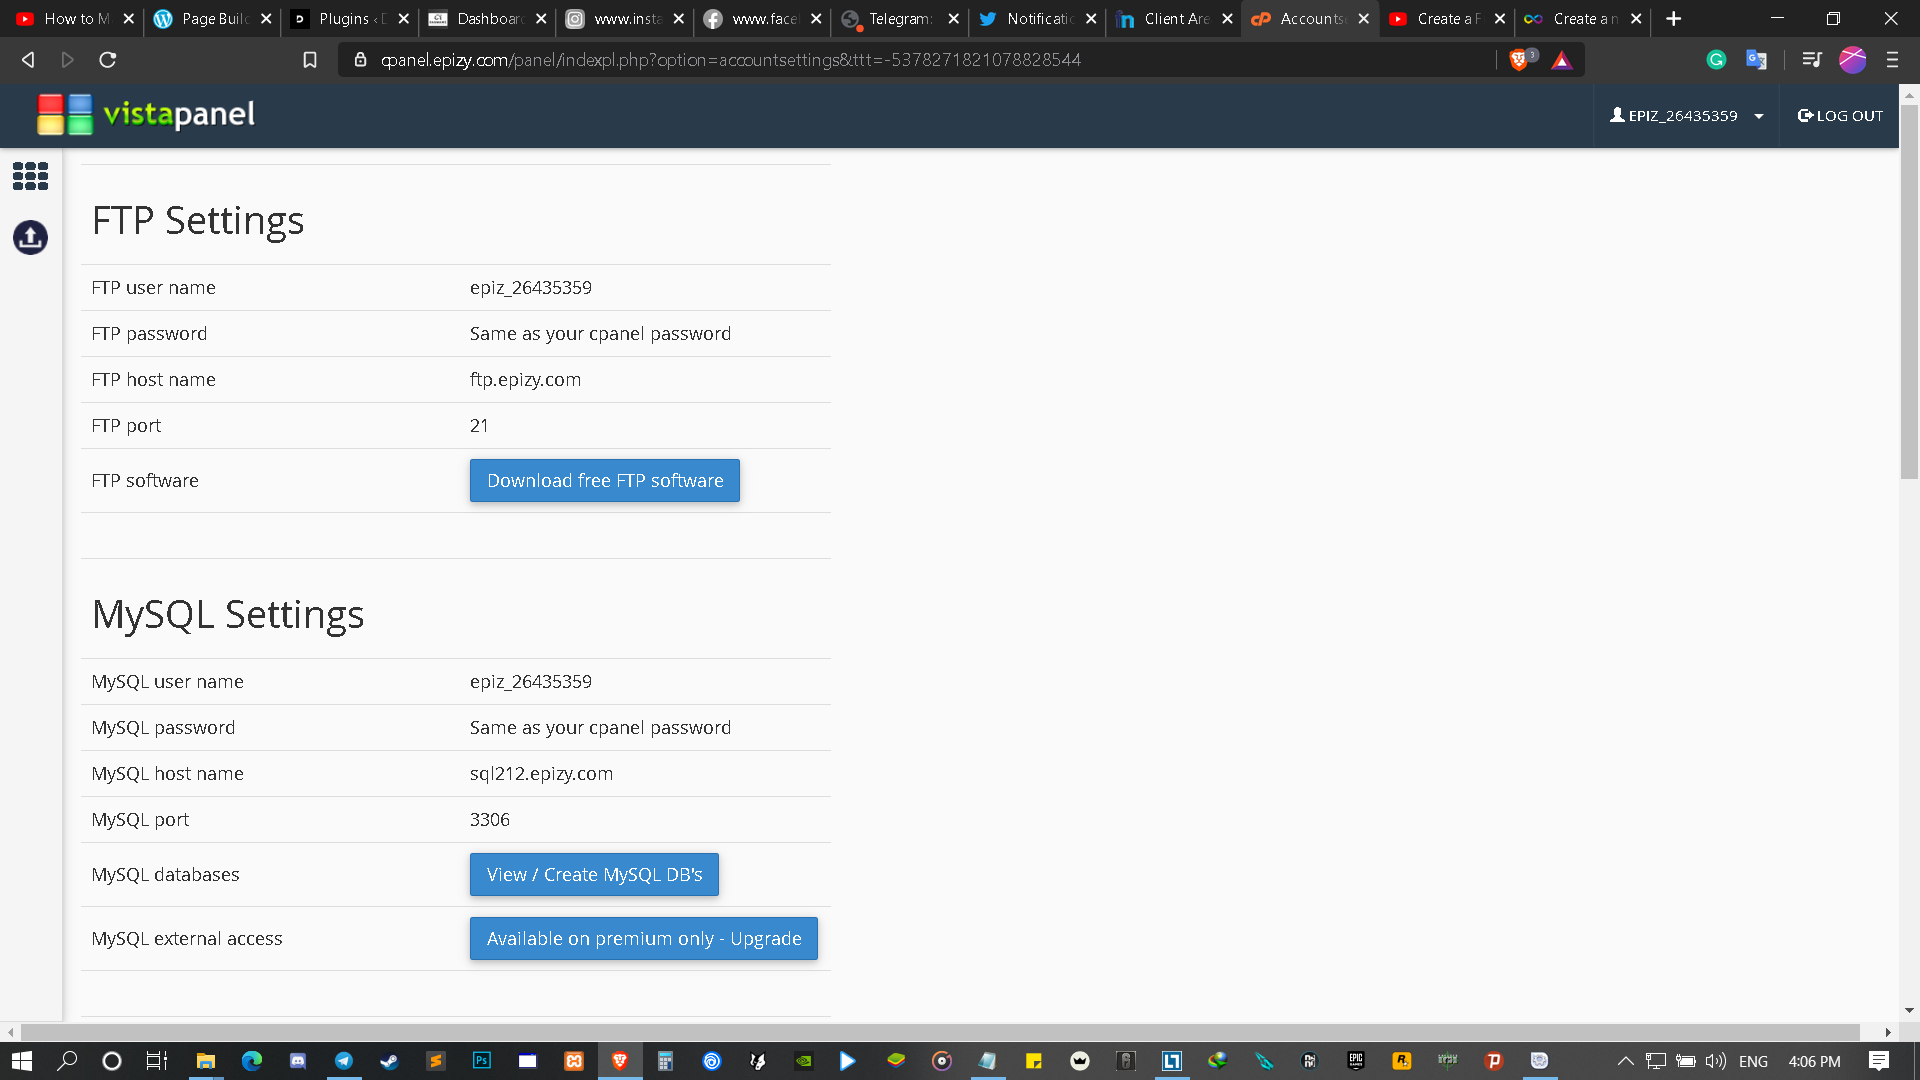 How to M
Page Buil
Plugins ‹ D
Dashboar
www.insta
www.face
Telegram:
Notificatio
Client Are
Accounts
Create a F
Create a n
cpanel.epizy.com/panel/indexpl.php?option=accountsettings&ttt=-5378271821078828544
3
vistapanel
EPIZ_26435359
LOG OUT
FTP Settings
FTP user name epiz_26435359
FTP password Same as your cpanel password
FTP host name ftp.epizy.com
FTP port 21
FTP software Download free FTP software
MySQL Settings
MySQL user name epiz_26435359
MySQL password Same as your cpanel password
MySQL host name sql212.epizy.com
MySQL port 3306
MySQL databases View / Create MySQL DB's
MySQL external access Available on premium only - Upgrade
ENG
4:06 PM